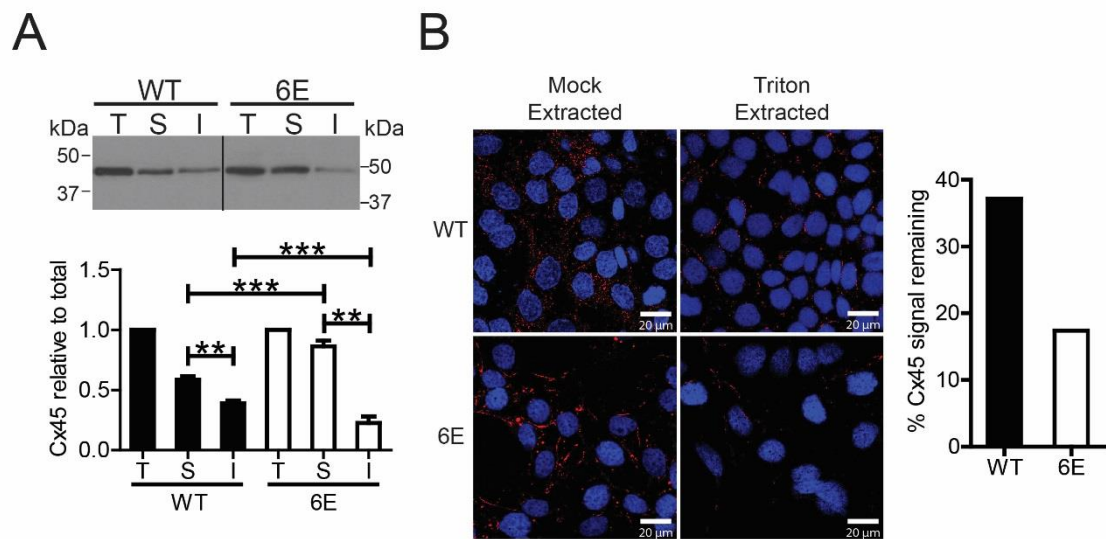 A
WT 6E
kDa T S I T S I kDa
50 50
37 37
***
***
** **
Cx45 relative to total
1.5
1.0
0.5
0.0
T S I T S I
WT 6E
B
Mock Extracted
Triton Extracted
WT
20 µm
20 µm
6E
20 µm
20 µm
% Cx45 signal remaining
40
30
20
10
0
WT 6E